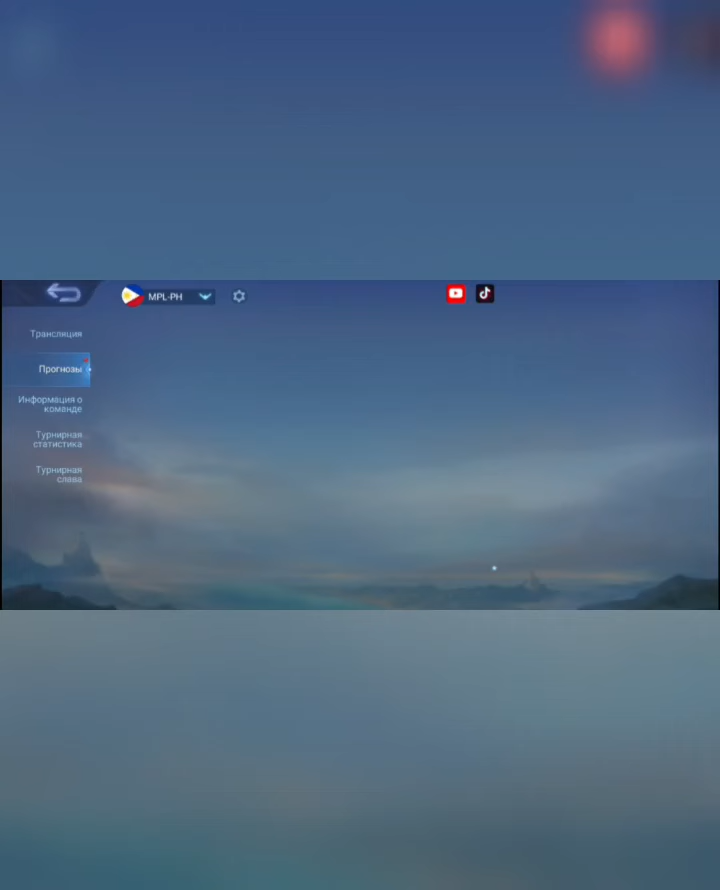 MPL-PH
Трансляция
Прогнозы
Информация о
команде
Турнирная
статистика
Турнирная
слава